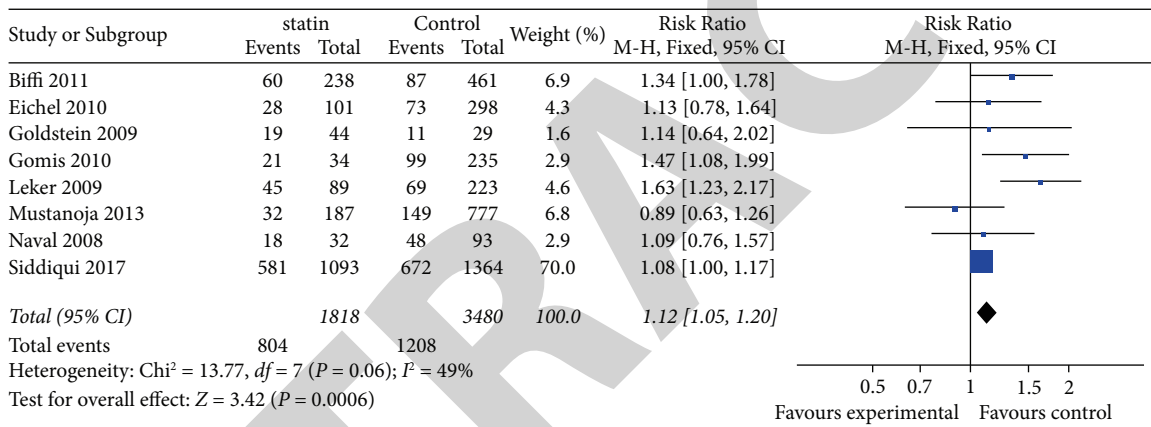 Study or Subgroup statin Control Weight (%) Risk Ratio Risk Ratio
Events Total Events Total M-H, Fixed, 95% CI M-H, Fixed, 95% CI
Biffi 2011 60 238 87 461 6.9 1.34 [1.00, 1.78]
Eichel 2010 28 101 73 298 4.3 1.13 [0.78, 1.64]
Goldstein 2009 19 44 11 29 1.6 1.14 [0.64, 2.02]
Gomis 2010 21 34 99 235 2.9 1.47 [1.08, 1.99]
Leker 2009 45 89 69 223 4.6 1.63 [1.23, 2.17]
Mustanoja 2013 32 187 149 777 6.8 0.89 [0.63, 1.26]
Naval 2008 18 32 48 93 2.9 1.09 [0.76, 1.57]
Siddiqui 2017 581 1093 672 1364 70.0 1.08 [1.00, 1.17]
Total (95% CI) 1818 3480 100.0 1.12 [1.05, 1.20]
Total events 804 1208
Heterogeneity: Chi² = 13.77, df = 7 (P = 0.06); I² = 49%
Test for overall effect: Z = 3.42 (P = 0.0006)
0.5 0.7 1 1.5 2
Favours experimental Favours control